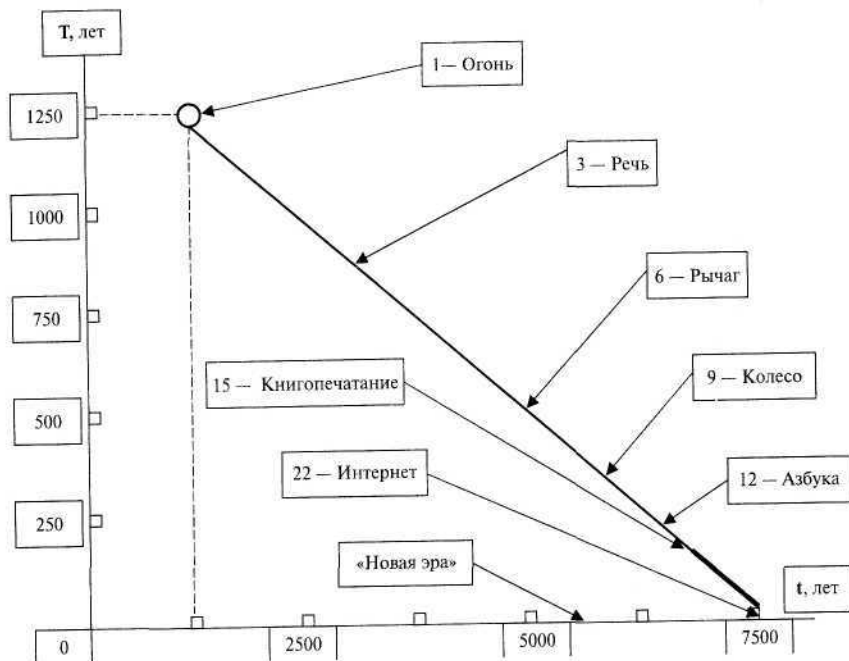 T, лет
1 — Огонь
1250
3 — Речь
1000
6 — Рычаг
750
15 — Книгопечатание
9 — Колесо
500
22 — Интернет
12 — Азбука
250
«Новая эра»
t, лет
0
2500
5000
7500